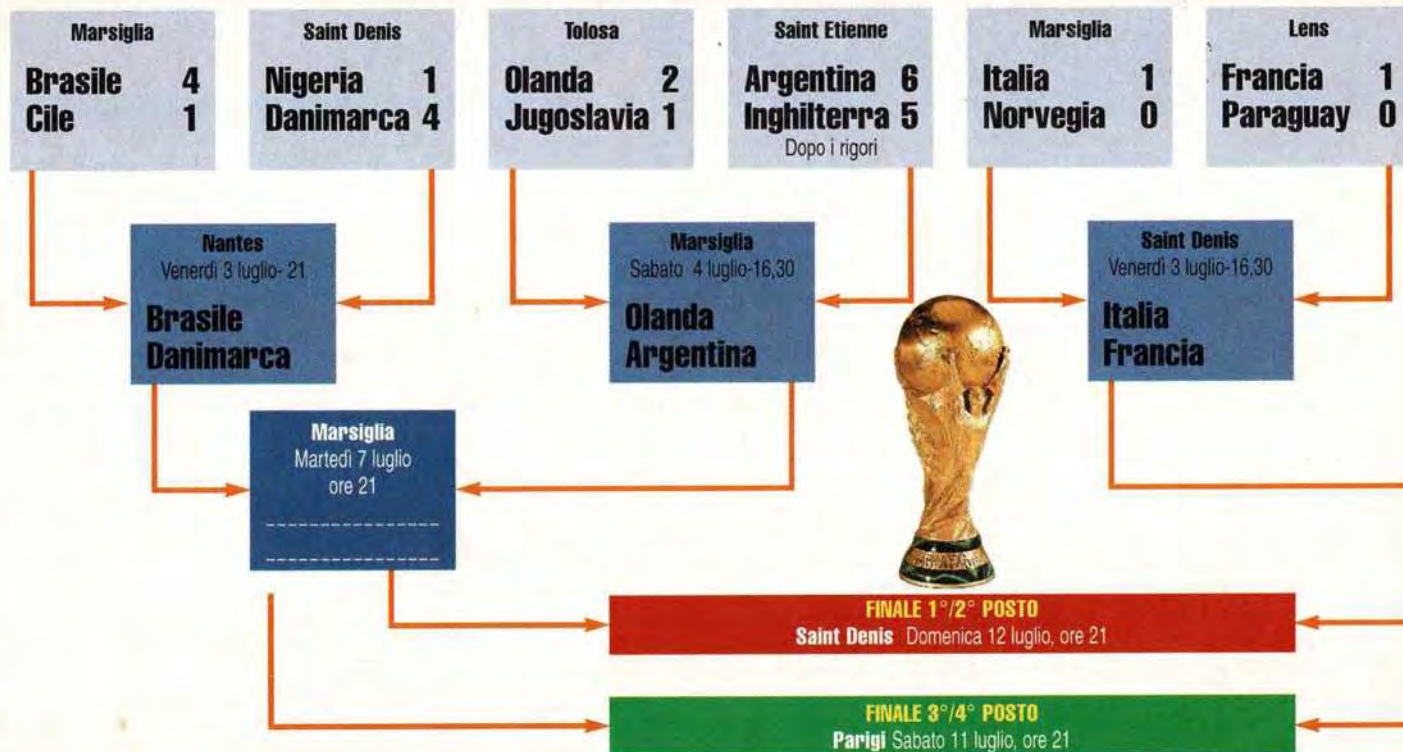 Marsiglia
Brasile 4
Cile 1
Saint Denis
Nigeria 1
Danimarca 4
Tolosa
Olanda 2
Jugoslavia 1
Saint Etienne
Argentina 6
Inghilterra 5
Dopo i rigori
Marsiglia
Italia 1
Norvegia 0
Lens
Francia 1
Paraguay 0
Nantes
Venerdì 3 luglio- 21
Brasile
Danimarca
Marsiglia
Sabato 4 luglio-16,30
Olanda
Argentina
Saint Denis
Venerdì 3 luglio-16,30
Italia
Francia
Marsiglia
Martedì 7 luglio
ore 21
FINALE 1°/2° POSTO
Saint Denis Domenica 12 luglio, ore 21
FINALE 3°/4° POSTO
Parigi Sabato 11 luglio, ore 21